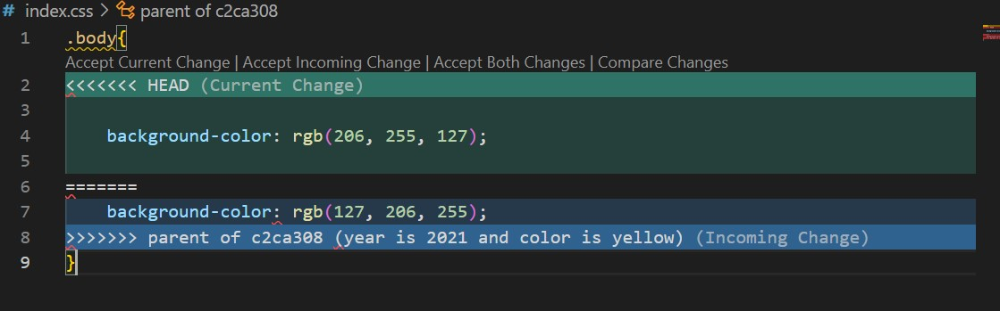 # index.css > parent of c2ca308
1 .body{
Accept Current Change | Accept Incoming Change | Accept Both Changes | Compare Changes
2 <<<<<<< HEAD (Current Change)
3
4     background-color: rgb(206, 255, 127);
5
6 =======
7     background-color: rgb(127, 206, 255);
8 >>>>>>> parent of c2ca308 (year is 2021 and color is yellow) (Incoming Change)
9 }